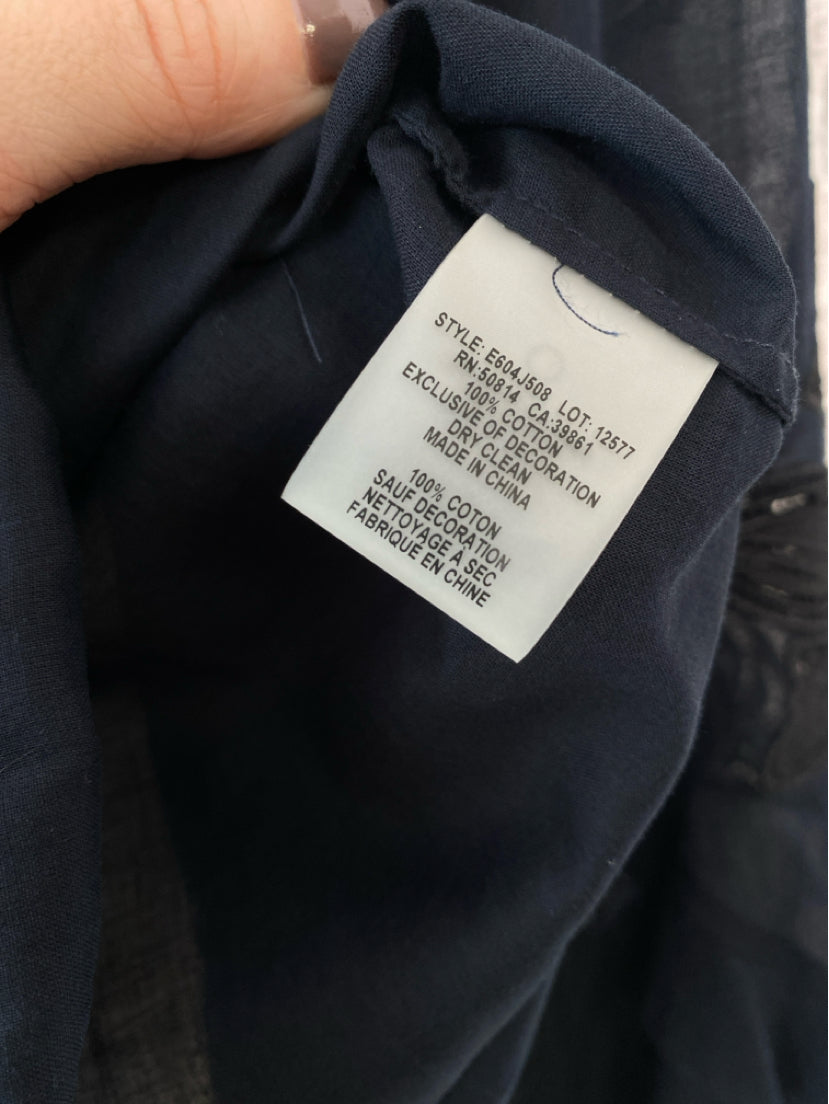 STYLE: E604J508 LOT: 12577
RN:50814 CA:39861
100% COTTON
EXCLUSIVE OF DECORATION
DRY CLEAN
MADE IN CHINA
100% COTON
SAUF DECORATION
NETTOYAGE À SEC
FABRIQUE EN CHINE